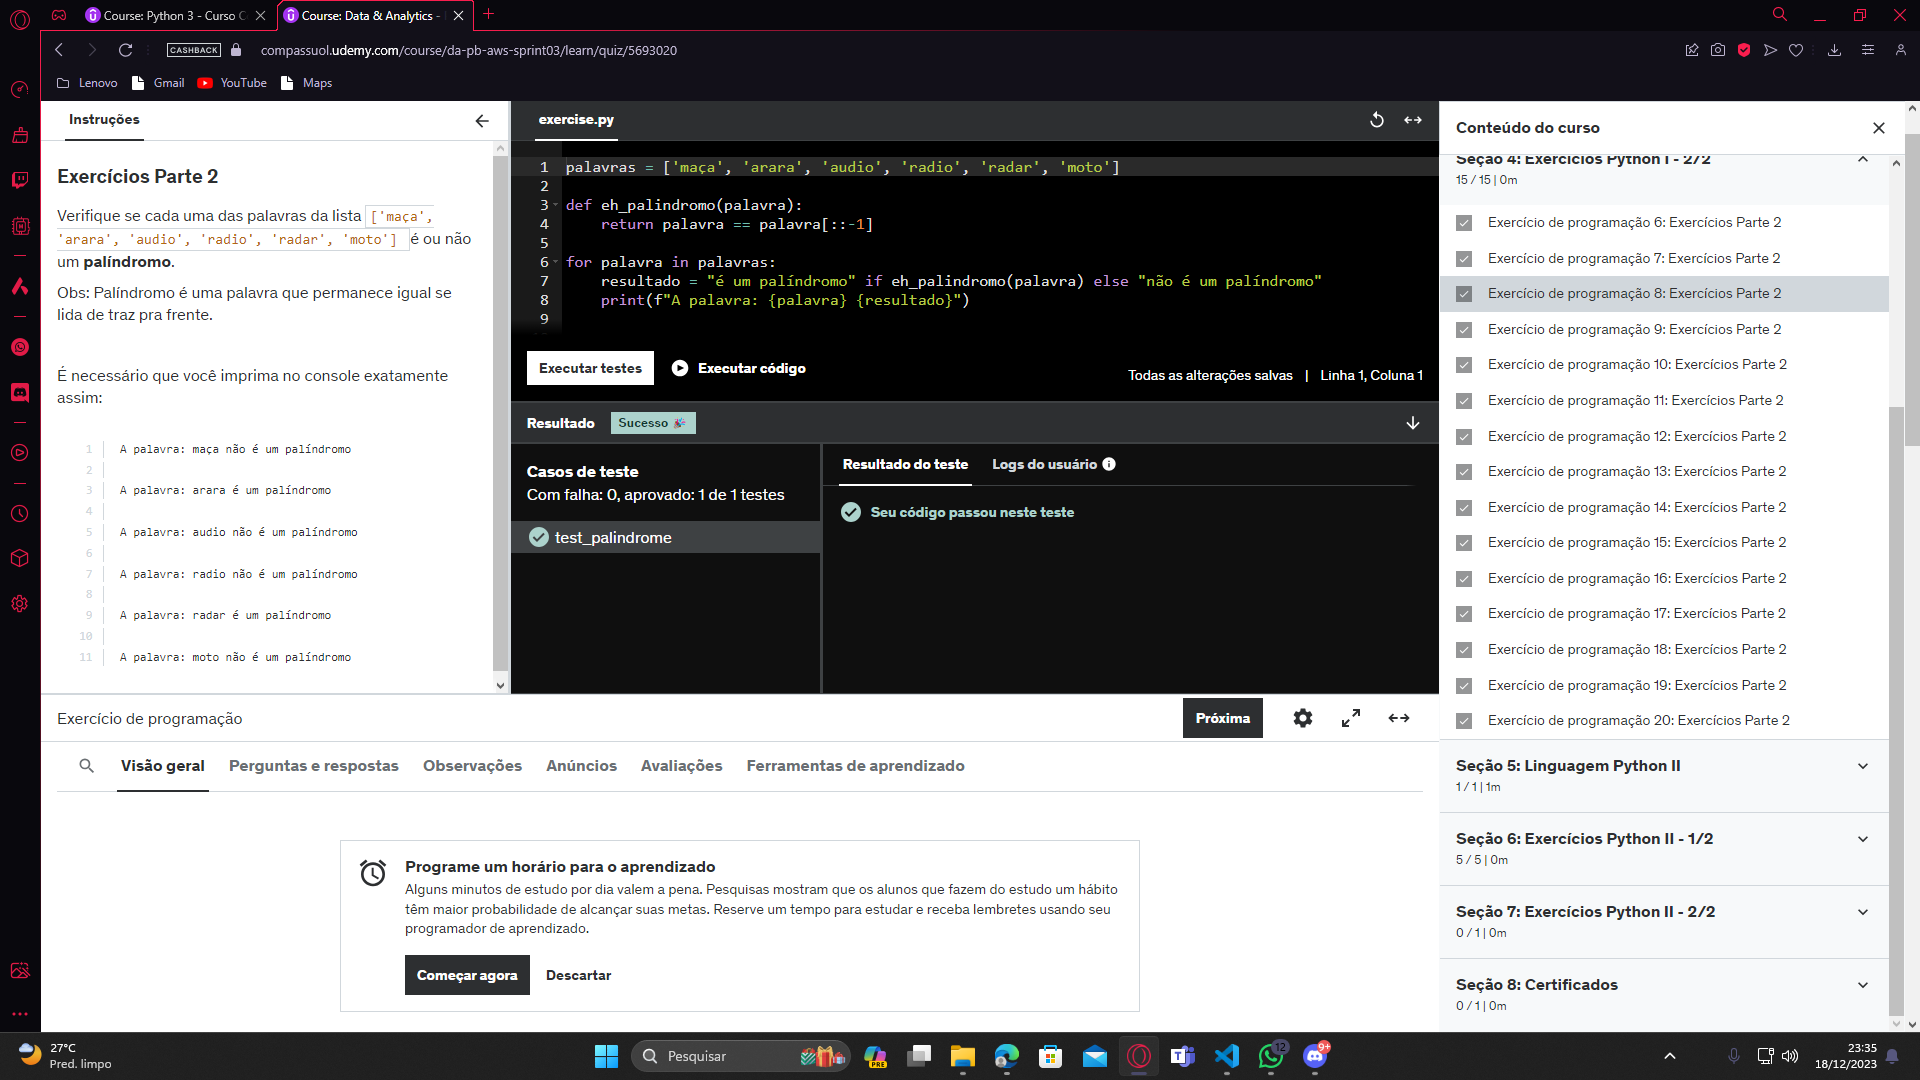 Course: Python 3 - Curso C
Course: Data & Analytics -
CASHBACK
compassuol.udemy.com/course/da-pb-aws-sprint03/learn/quiz/5693020
Lenovo
Gmail
YouTube
Maps
Instruções
Exercícios Parte 2
Verifique se cada uma das palavras da lista ['maça',
'arara', 'audio', 'radio', 'radar', 'moto'] é ou não
um palíndromo.
Obs: Palíndromo é uma palavra que permanece igual se
lida de traz pra frente.
É necessário que você imprima no console exatamente
assim:
1 A palavra: maça não é um palíndromo
2
3 A palavra: arara é um palíndromo
4
5 A palavra: audio não é um palíndromo
6
7 A palavra: radio não é um palíndromo
8
9 A palavra: radar é um palíndromo
10
11 A palavra: moto não é um palíndromo
exercise.py
1 palavras = ['maça', 'arara', 'audio', 'radio', 'radar', 'moto']
2
3 def eh_palindromo(palavra):
4 return palavra == palavra[::-1]
5
6 for palavra in palavras:
7 resultado = "é um palíndromo" if eh_palindromo(palavra) else "não é um palíndromo"
8 print(f"A palavra: {palavra} {resultado}")
9
Executar testes
Executar código
Todas as alterações salvas | Linha 1, Coluna 1
Resultado
Sucesso
Casos de teste
Com falha: 0, aprovado: 1 de 1 testes
test_palindrome
Resultado do teste
Logs do usuário
Seu código passou neste teste
Exercício de programação
Próxima
Visão geral
Perguntas e respostas
Observações
Anúncios
Avaliações
Ferramentas de aprendizado
Programe um horário para o aprendizado
Alguns minutos de estudo por dia valem a pena. Pesquisas mostram que os alunos que fazem do estudo um hábito
têm maior probabilidade de alcançar suas metas. Reserve um tempo para estudar e receba lembretes usando seu
programador de aprendizado.
Começar agora
Descartar
Conteúdo do curso
Seção 4: Exercícios Python I - 2/2
15 / 15 | 0m
Exercício de programação 6: Exercícios Parte 2
Exercício de programação 7: Exercícios Parte 2
Exercício de programação 8: Exercícios Parte 2
Exercício de programação 9: Exercícios Parte 2
Exercício de programação 10: Exercícios Parte 2
Exercício de programação 11: Exercícios Parte 2
Exercício de programação 12: Exercícios Parte 2
Exercício de programação 13: Exercícios Parte 2
Exercício de programação 14: Exercícios Parte 2
Exercício de programação 15: Exercícios Parte 2
Exercício de programação 16: Exercícios Parte 2
Exercício de programação 17: Exercícios Parte 2
Exercício de programação 18: Exercícios Parte 2
Exercício de programação 19: Exercícios Parte 2
Exercício de programação 20: Exercícios Parte 2
Seção 5: Linguagem Python II
1 / 1 | 1m
Seção 6: Exercícios Python II - 1/2
5 / 5 | 0m
Seção 7: Exercícios Python II - 2/2
0 / 1 | 0m
Seção 8: Certificados
0 / 1 | 0m
27°C
Pred. limpo
Pesquisar
PRE
12
9+
23:35
18/12/2023